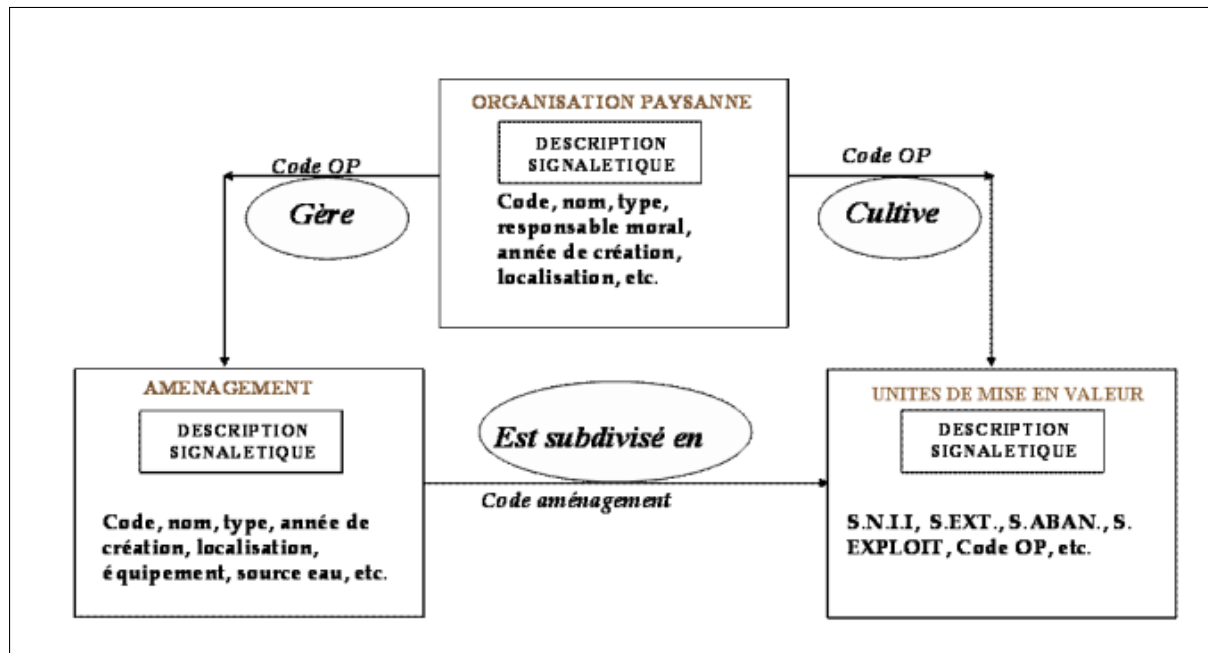 ORGANISATION PAYSANNE
DESCRIPTION
SIGNALETIQUE
Code, nom, type,
responsable moral,
année de création,
localisation, etc.
Code OP
Gère
Code OP
Cultive
AMENAGEMENT
DESCRIPTION
SIGNALETIQUE
Code, nom, type, année de
création, localisation,
équipement, source eau, etc.
Est subdivisé en
Code aménagement
UNITES DE MISE EN VALEUR
DESCRIPTION
SIGNALETIQUE
S.N.I.I, S.EXT., S.ABAN., S.
EXPLOIT, Code OP, etc.